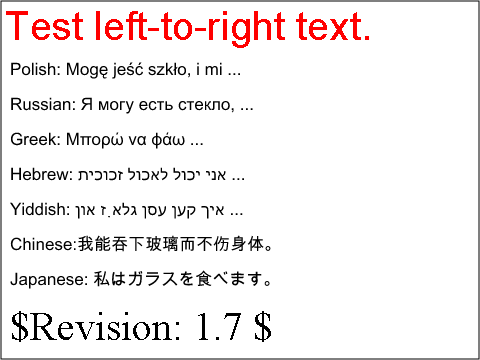 Test left-to-right text.
Polish: Mogę jeść szkło, i mi ...
Russian: Я могу есть стекло, ...
Greek: Μπορώ να φάω ...
Hebrew: אני יכול לאכול זכוכית ...
Yiddish: איך קען עסן גלאָז און ...
Chinese:我能吞下玻璃而不伤身体。
Japanese: 私はガラスを食べます。
$Revision: 1.7 $